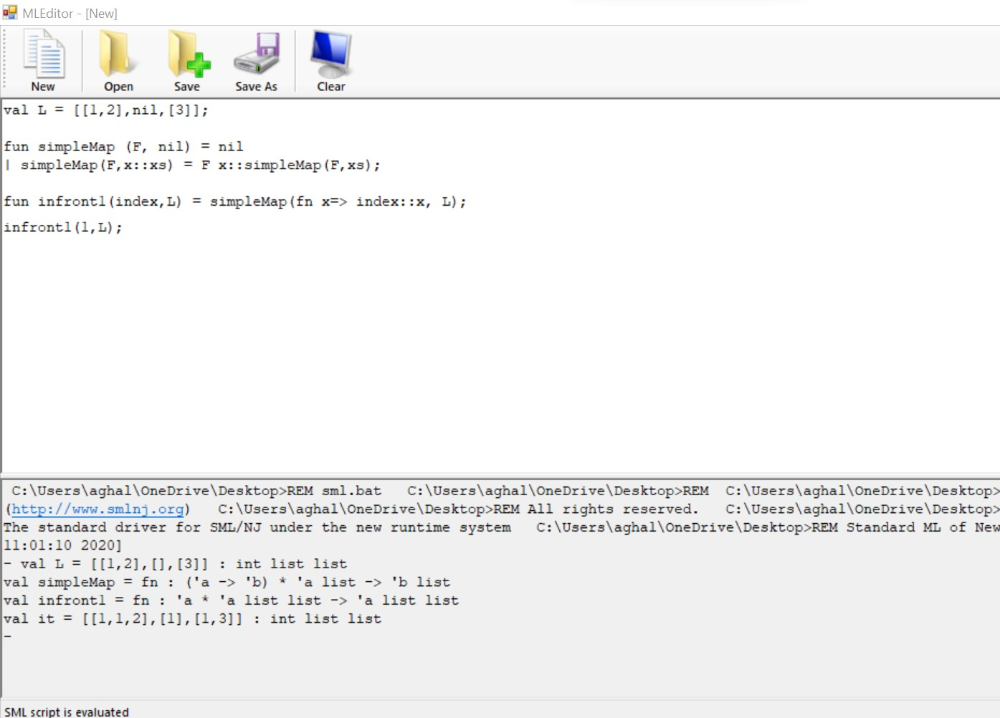 MLEditor - [New]
New Open Save Save As Clear
val L = [[1,2],nil,[3]];
fun simpleMap (F, nil) = nil
| simpleMap(F,x::xs) = F x::simpleMap(F,xs);
fun infront1(index,L) = simpleMap(fn x=> index::x, L);
infront1(1,L);
C:\Users\aghal\OneDrive\Desktop>REM sml.bat C:\Users\aghal\OneDrive\Desktop>REM C:\Users\aghal\OneDrive\Desktop>
(http://www.smlnj.org) C:\Users\aghal\OneDrive\Desktop>REM All rights reserved. C:\Users\aghal\OneDrive\Desktop>
The standard driver for SML/NJ under the new runtime system C:\Users\aghal\OneDrive\Desktop>REM Standard ML of New
11:01:10 2020]
- val L = [[1,2],[],[3]] : int list list
val simpleMap = fn : ('a -> 'b) * 'a list -> 'b list
val infront1 = fn : 'a * 'a list list -> 'a list list
val it = [[1,1,2],[1],[1,3]] : int list list
-
SML script is evaluated